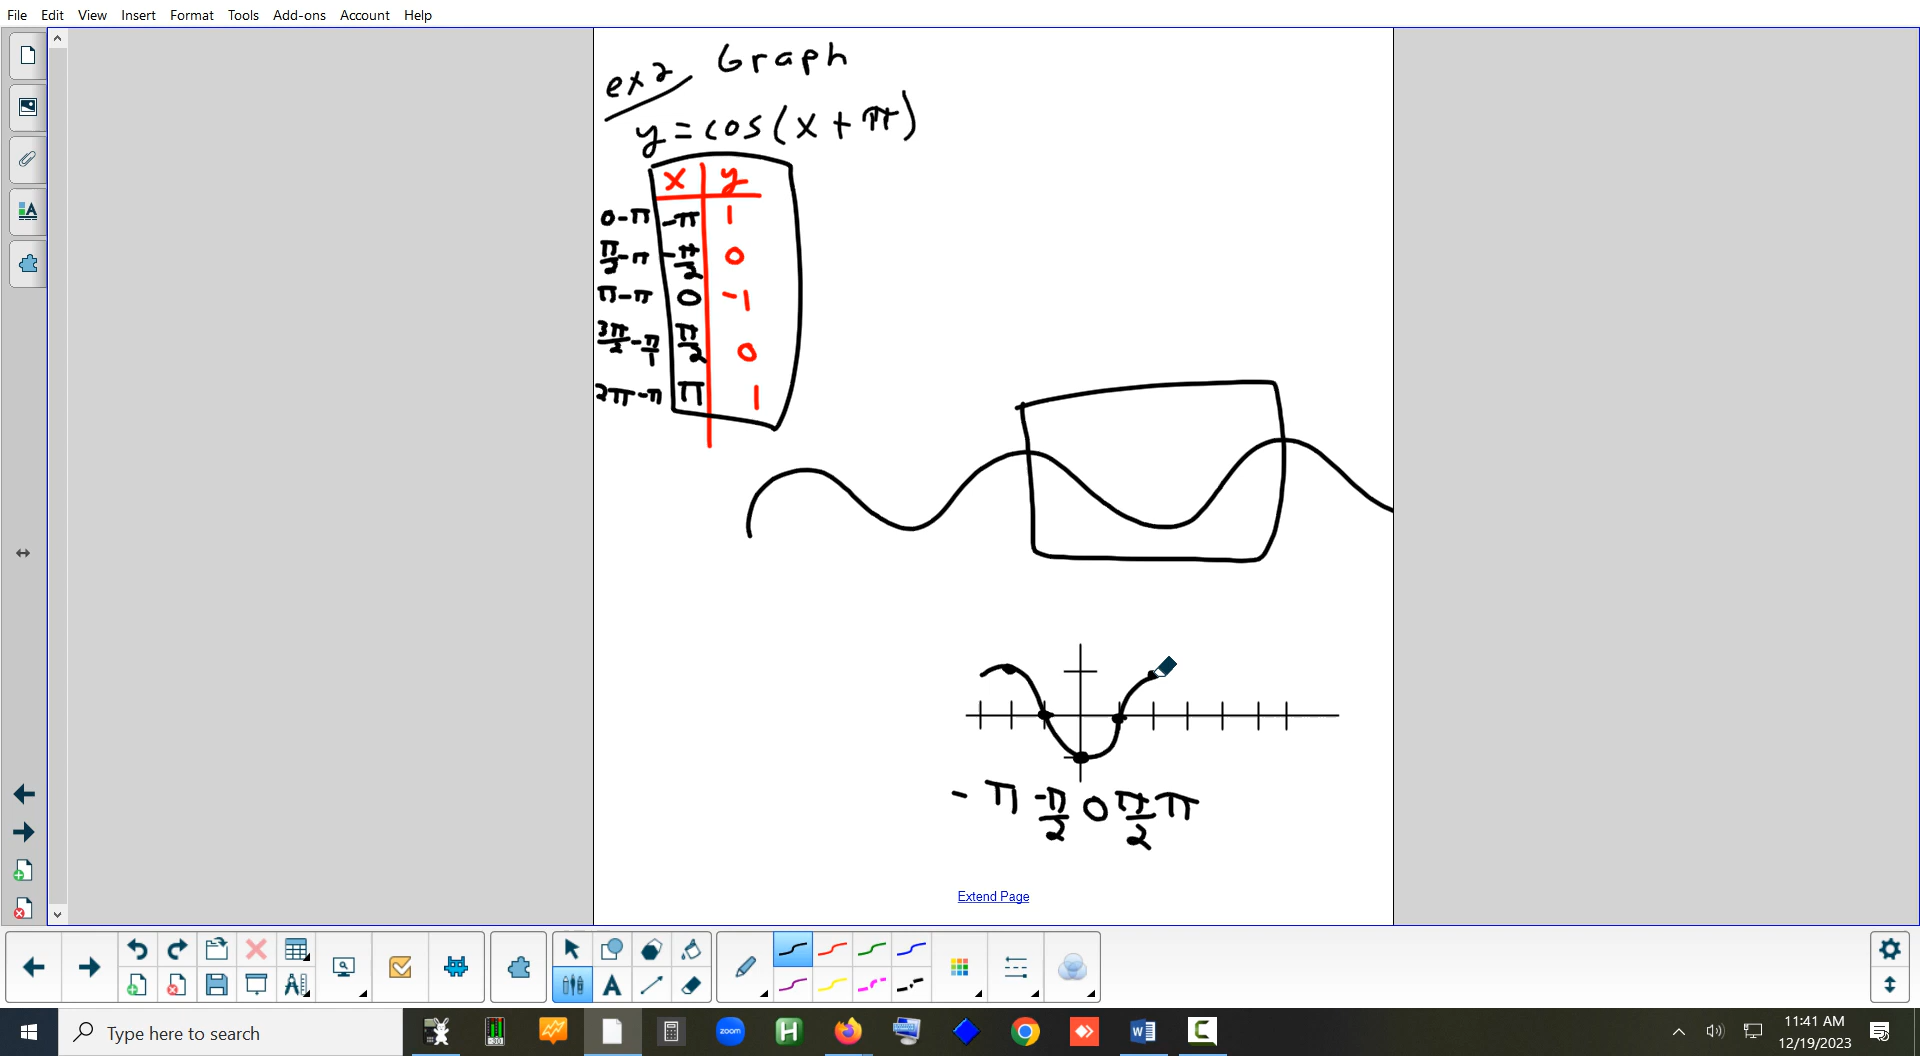 File Edit View Insert Format Tools Add-ons Account Help
ex2 Graph
y = cos(x + π)
x y
0-π -π 1
π/2-π -π/2 0
π-π 0 -1
3π/2-π/1 π/2 0
2π-π π 1
-π -π/2 0 π/2 π
Extend Page
Type here to search
zoom
11:41 AM
12/19/2023